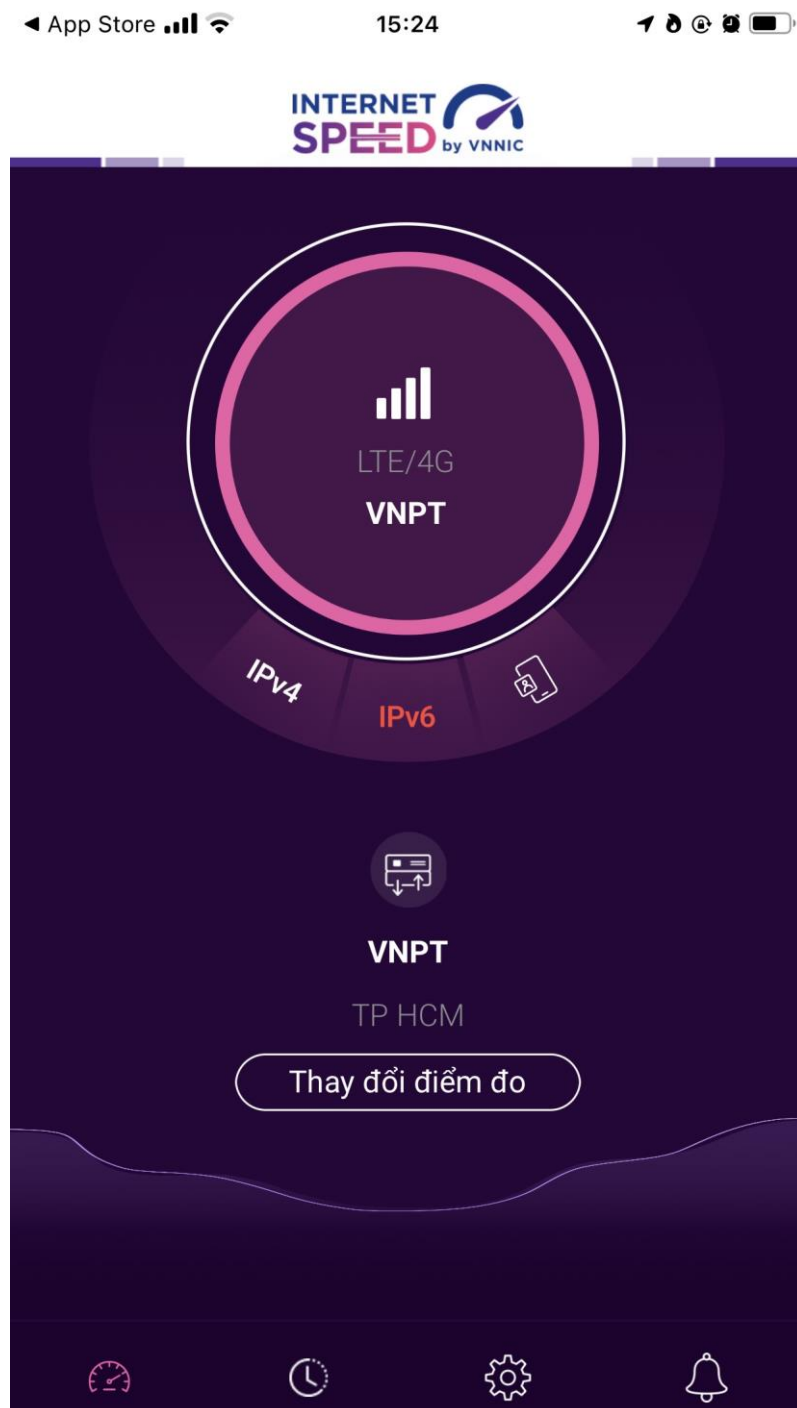 ◀ App Store
15:24
INTERNET
SPEED by VNNIC
LTE/4G
VNPT
IPv4
IPv6
VNPT
TP HCM
Thay đổi điểm đo